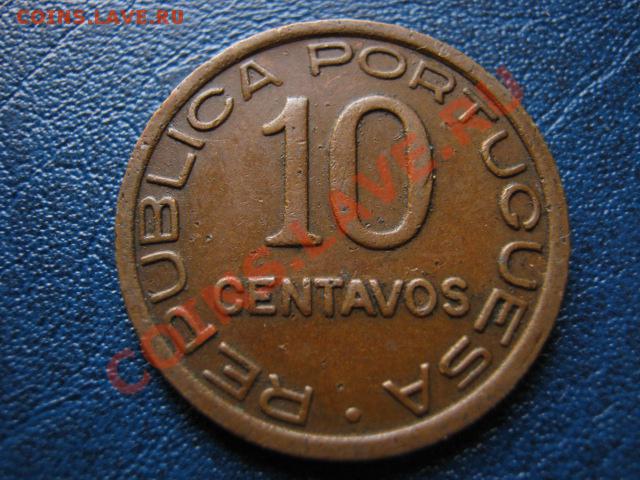 COINS.LAVE.RU
REPUBLICA PORTUGUESA •
10
CENTAVOS
COINS.LAVE.RU